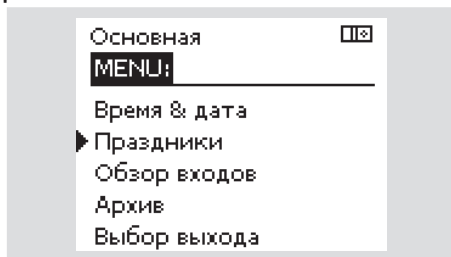 Основная
MENU:
Время & дата
Праздники
Обзор входов
Архив
Выбор выхода